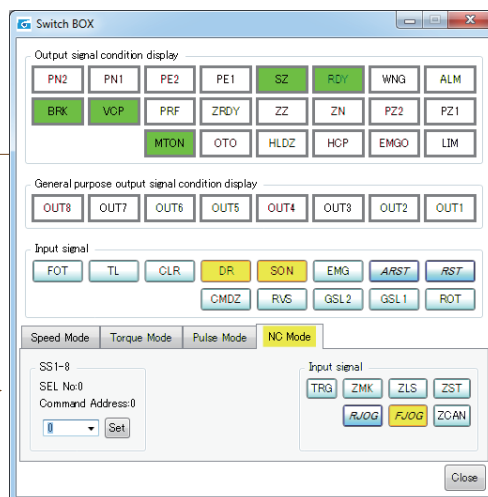 Switch BOX
Output signal condition display
PN2 PN1 PE2 PE1 SZ RDY WNG ALM
BRK VCP PRF ZRDY ZZ ZN PZ2 PZ1
MTON OTO HLDZ HCP EMGO LIM
General purpose output signal condition display
OUT8 OUT7 OUT6 OUT5 OUT4 OUT3 OUT2 OUT1
Input signal
FOT TL CLR DR SON EMG ARST RST
CMDZ RVS GSL2 GSL1 ROT
Speed Mode Torque Mode Pulse Mode NC Mode
SS1-8
SEL No:0
Command Address:0
0 Set
Input signal
TRG ZMK ZLS ZST
RJOG FJOG ZCAN
Close